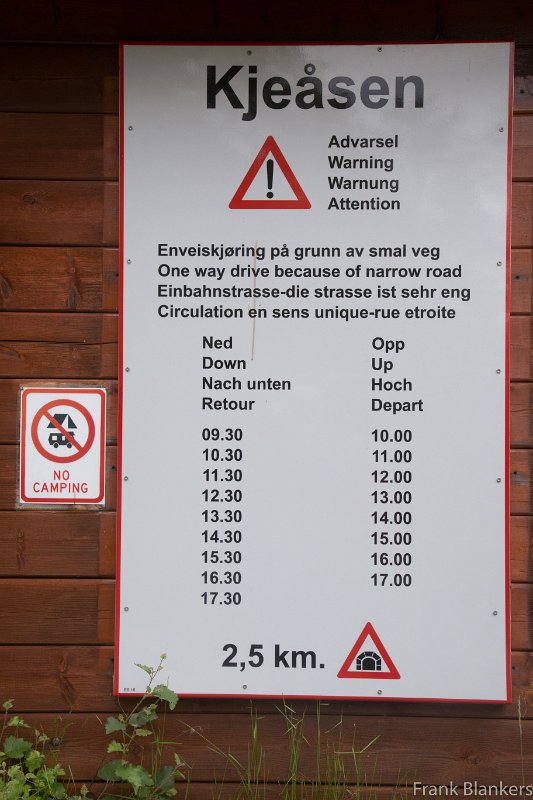 Kjeåsen
Advarsel
Warning
Warnung
Attention
Enveiskjøring på grunn av smal veg
One way drive because of narrow road
Einbahnstrasse-die strasse ist sehr eng
Circulation en sens unique-rue etroite
Ned Opp
Down Up
Nach unten Hoch
Retour Depart
09.30 10.00
10.30 11.00
11.30 12.00
12.30 13.00
13.30 14.00
14.30 15.00
15.30 16.00
16.30 17.00
17.30
2,5 km.
NO
CAMPING
Frank Blankers